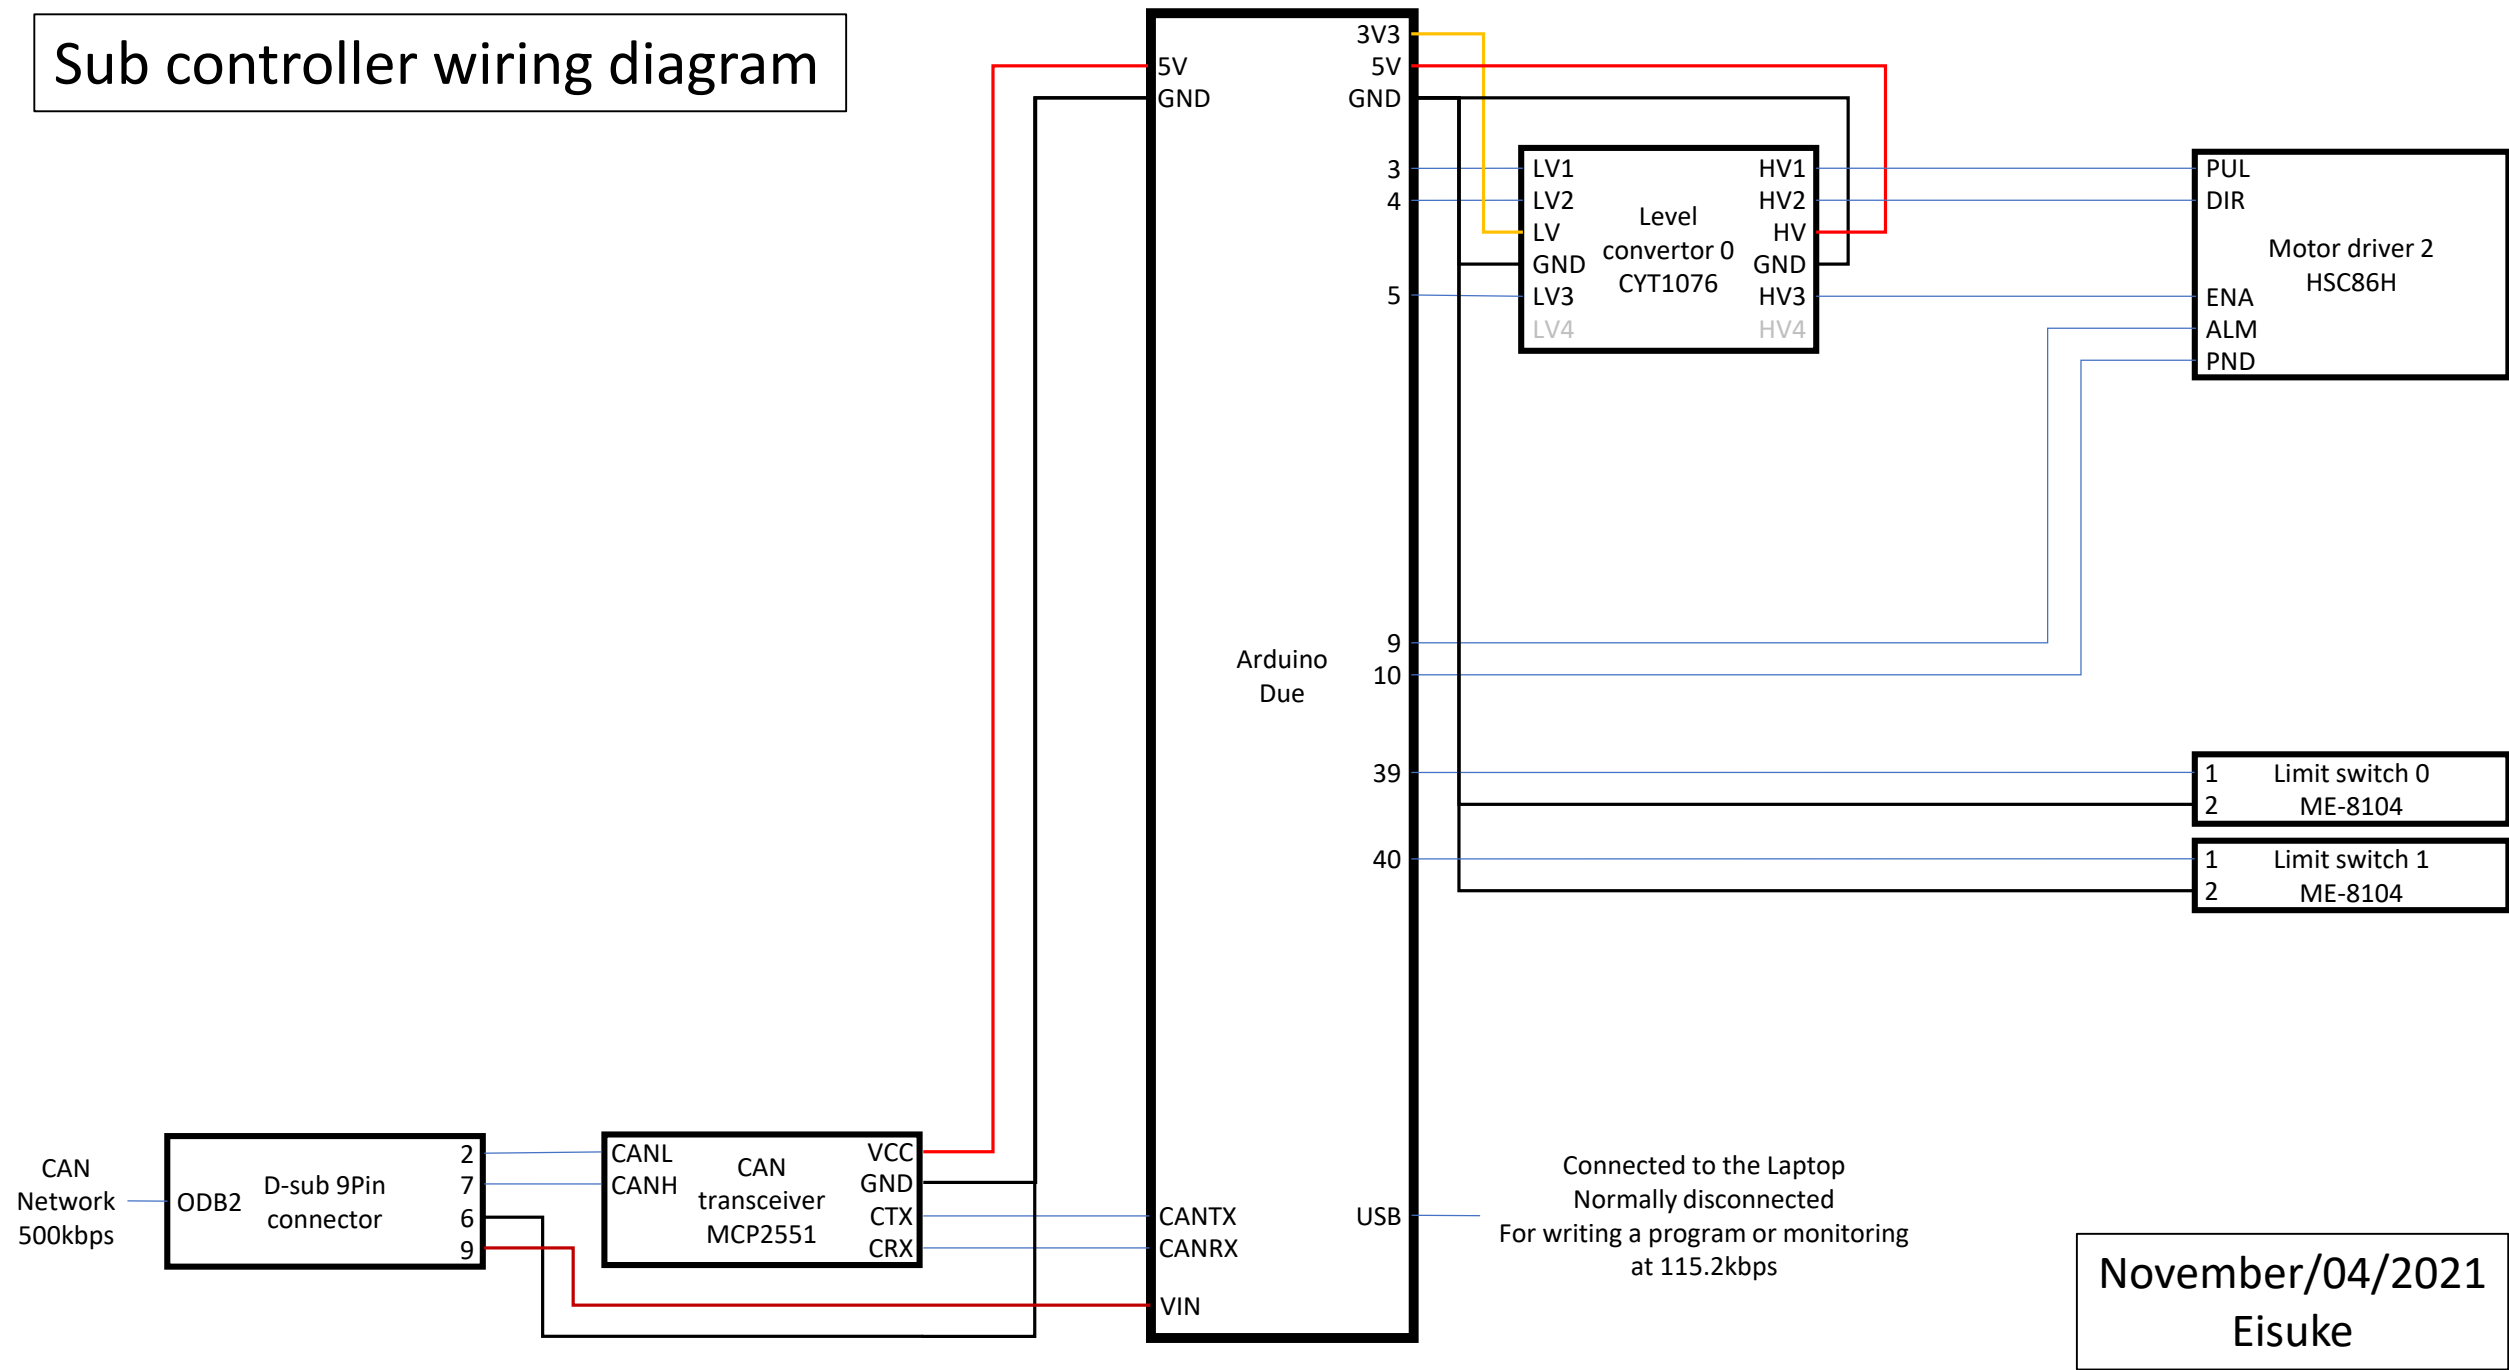 Sub controller wiring diagram
5V
GND
3V3
5V
GND
3
4
5
9
10
39
40
USB
Arduino
Due
CANTX
CANRX
VIN
LV1
LV2
LV
GND
LV3
LV4
Level
convertor 0
CYT1076
HV1
HV2
HV
GND
HV3
HV4
PUL
DIR
ENA
ALM
PND
Motor driver 2
HSC86H
1 Limit switch 0
2 ME-8104
1 Limit switch 1
2 ME-8104
CAN
Network
500kbps
ODB2
D-sub 9Pin
connector
2
7
6
9
CANL
CANH
CAN
transceiver
MCP2551
VCC
GND
CTX
CRX
Connected to the Laptop
Normally disconnected
For writing a program or monitoring
at 115.2kbps
November/04/2021
Eisuke